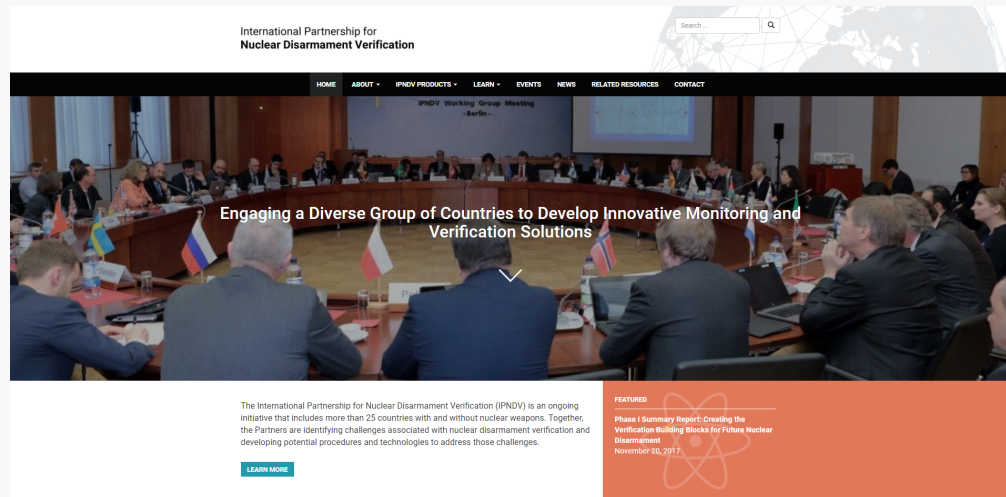 International Partnership for
Nuclear Disarmament Verification
Search ...
HOME ABOUT IPNDV PRODUCTS LEARN EVENTS NEWS RELATED RESOURCES CONTACT
IPNDV Working Group Meeting
-Berlin-
Engaging a Diverse Group of Countries to Develop Innovative Monitoring and
Verification Solutions
The International Partnership for Nuclear Disarmament Verification (IPNDV) is an ongoing
initiative that includes more than 25 countries with and without nuclear weapons. Together,
the Partners are identifying challenges associated with nuclear disarmament verification and
developing potential procedures and technologies to address those challenges.
LEARN MORE
FEATURED
Phase I Summary Report: Creating the
Verification Building Blocks for Future Nuclear
Disarmament
November 20, 2017